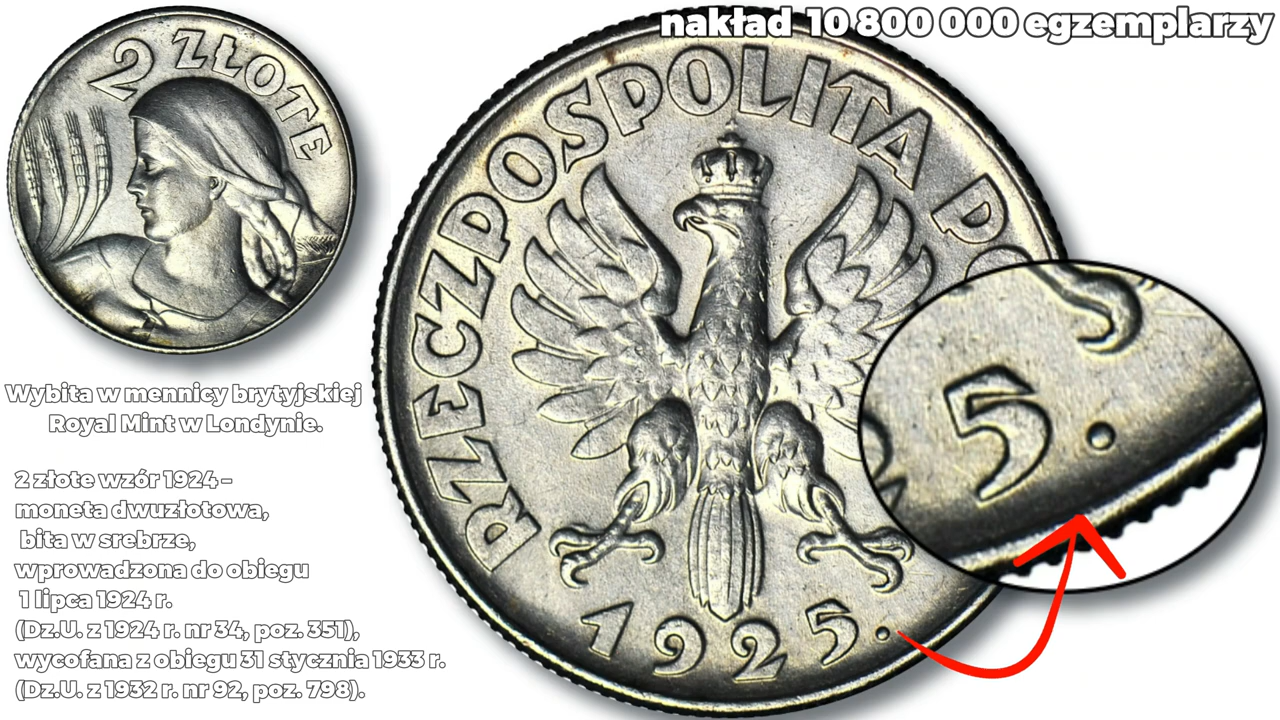 nakład 10 800 000 egzemplarzy
2 ZŁOTE
RZECZPOSPOLITA PO
1925.
5.
Wybita w mennicy brytyjskiej
Royal Mint w Londynie.
2 złote wzór 1924 –
moneta dwuzłotowa,
bita w srebrze,
wprowadzona do obiegu
1 lipca 1924 r.
(Dz.U. z 1924 r. nr 34, poz. 351),
wycofana z obiegu 31 stycznia 1933 r.
(Dz.U. z 1932 r. nr 92, poz. 798).